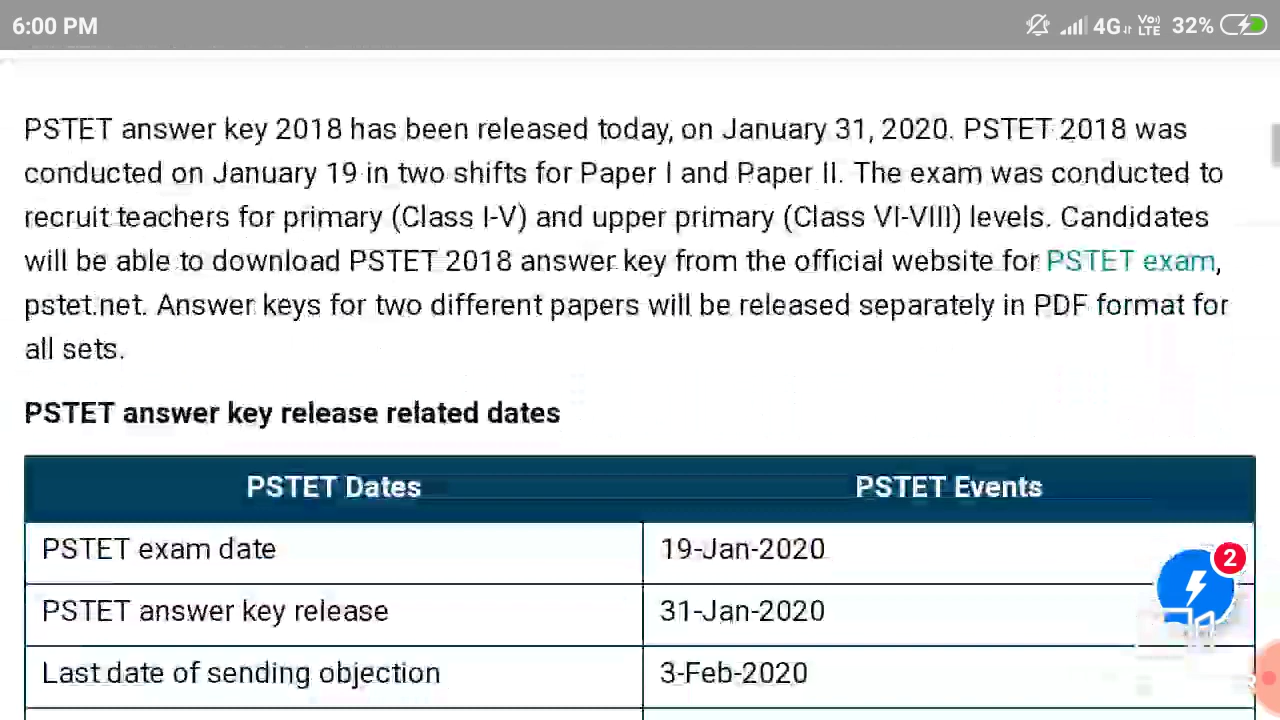 6:00 PM
4G VoI) LTE 32%
PSTET answer key 2018 has been released today, on January 31, 2020. PSTET 2018 was
conducted on January 19 in two shifts for Paper I and Paper II. The exam was conducted to
recruit teachers for primary (Class I-V) and upper primary (Class VI-VIII) levels. Candidates
will be able to download PSTET 2018 answer key from the official website for PSTET exam,
pstet.net. Answer keys for two different papers will be released separately in PDF format for
all sets.
PSTET answer key release related dates
PSTET Dates PSTET Events
PSTET exam date 19-Jan-2020
2
PSTET answer key release 31-Jan-2020
Last date of sending objection 3-Feb-2020